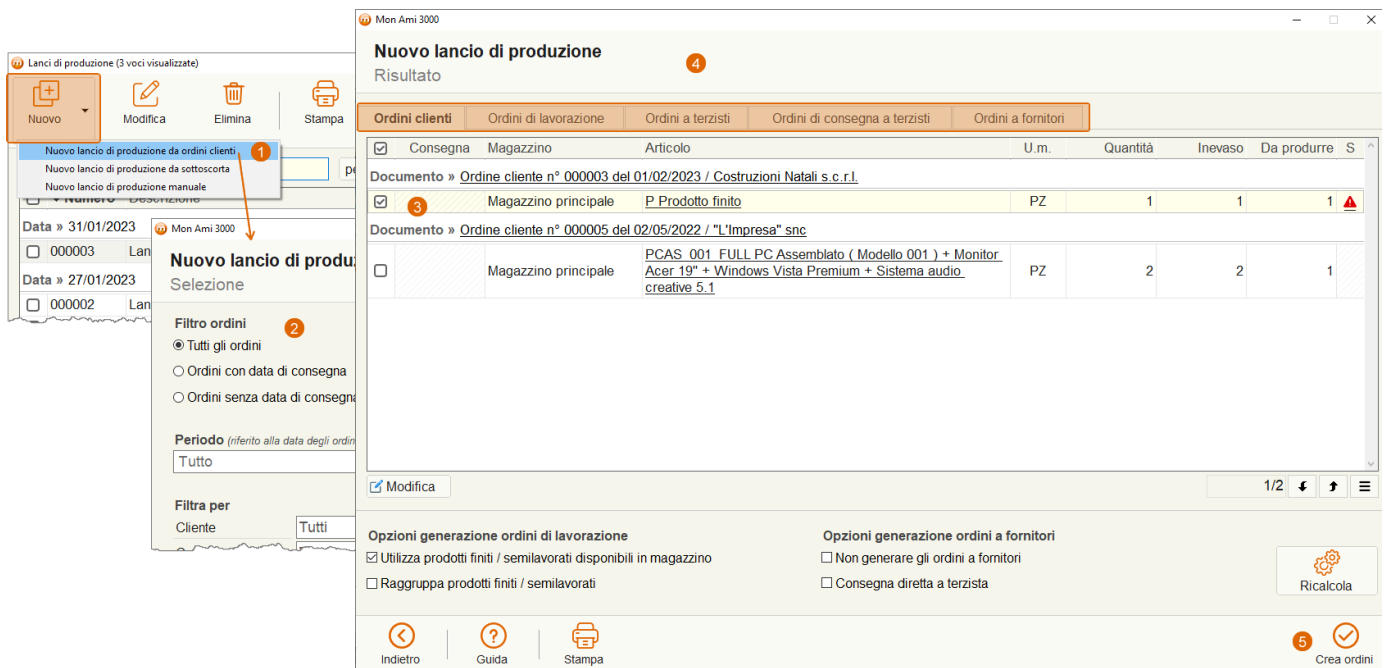 Lanci di produzione (3 voci visualizzate)
Nuovo
Modifica
Elimina
Stampa
Nuovo lancio di produzione da ordini clienti
1
Nuovo lancio di produzione da sottoscorta
Nuovo lancio di produzione manuale
Numero Descrizione
Data » 31/01/2023
000003 Lan
Data » 27/01/2023
000002 Lan
Mon Ami 3000
Nuovo lancio di produ
Selezione
Filtro ordini
2
Tutti gli ordini
Ordini con data di consegna
Ordini senza data di consegna
Periodo (riferito alla data degli ordin
Tutto
Filtra per
Cliente Tutti
Mon Ami 3000
Nuovo lancio di produzione
4
Risultato
Ordini clienti Ordini di lavorazione Ordini a terzisti Ordini di consegna a terzisti Ordini a fornitori
Consegna Magazzino Articolo U.m. Quantità Inevaso Da produrre S
Documento » Ordine cliente n° 000003 del 01/02/2023 / Costruzioni Natali s.c.r.l.
3 Magazzino principale P Prodotto finito PZ 1 1 1
Documento » Ordine cliente n° 000005 del 02/05/2022 / "L'Impresa" snc
PCAS_001_FULL PC Assemblato ( Modello 001 ) + Monitor
Magazzino principale Acer 19" + Windows Vista Premium + Sistema audio PZ 2 2 1
creative 5.1
Modifica
1/2
Opzioni generazione ordini di lavorazione
Utilizza prodotti finiti / semilavorati disponibili in magazzino
Raggruppa prodotti finiti / semilavorati
Opzioni generazione ordini a fornitori
Non generare gli ordini a fornitori
Consegna diretta a terzista
Ricalcola
Indietro
Guida
Stampa
5
Crea ordini